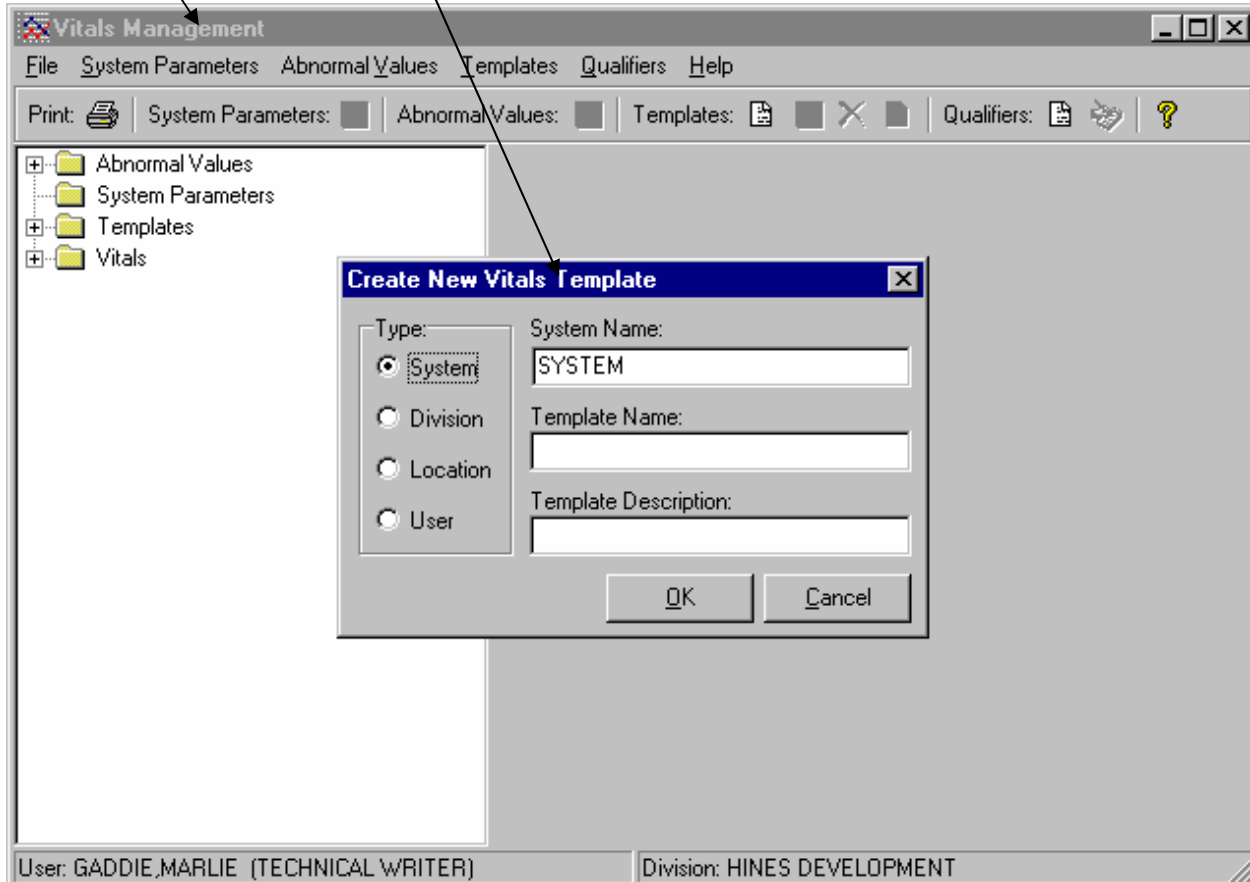 Vitals Management
File System Parameters Abnormal Values Templates Qualifiers Help
Print: System Parameters: Abnormal Values: Templates: Qualifiers:
Abnormal Values
System Parameters
Templates
Vitals
Create New Vitals Template
Type:
System
Division
Location
User
System Name:
SYSTEM
Template Name:
Template Description:
OK Cancel
User: GADDIE,MARLIE (TECHNICAL WRITER) Division: HINES DEVELOPMENT